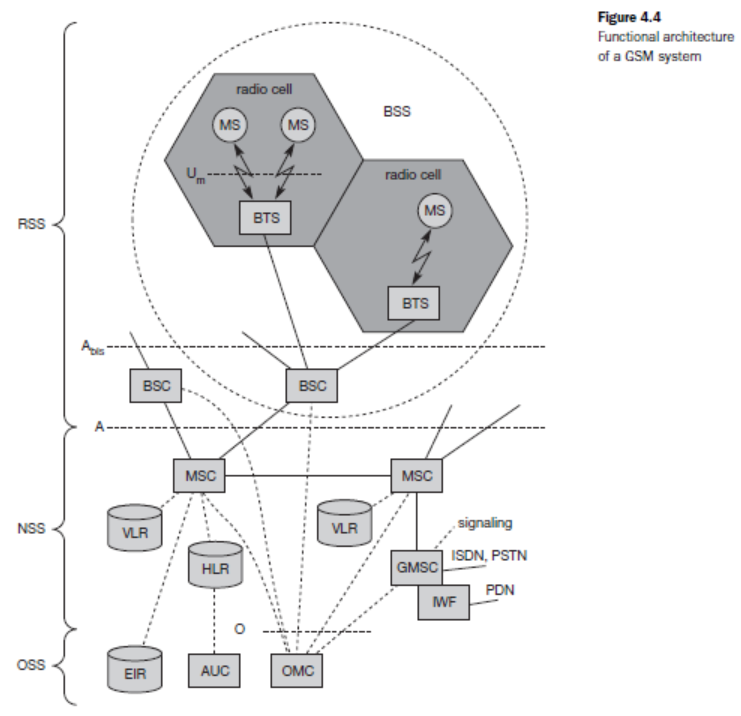 Figure 4.4
Functional architecture
of a GSM system
radio cell
BSS
MS MS
radio cell
Um
MS
BTS
RSS
BTS
Abis
BSC BSC
A
MSC MSC
VLR VLR
signaling
NSS
HLR
GMSC
ISDN, PSTN
IWF
PDN
O
OSS
EIR AUC OMC